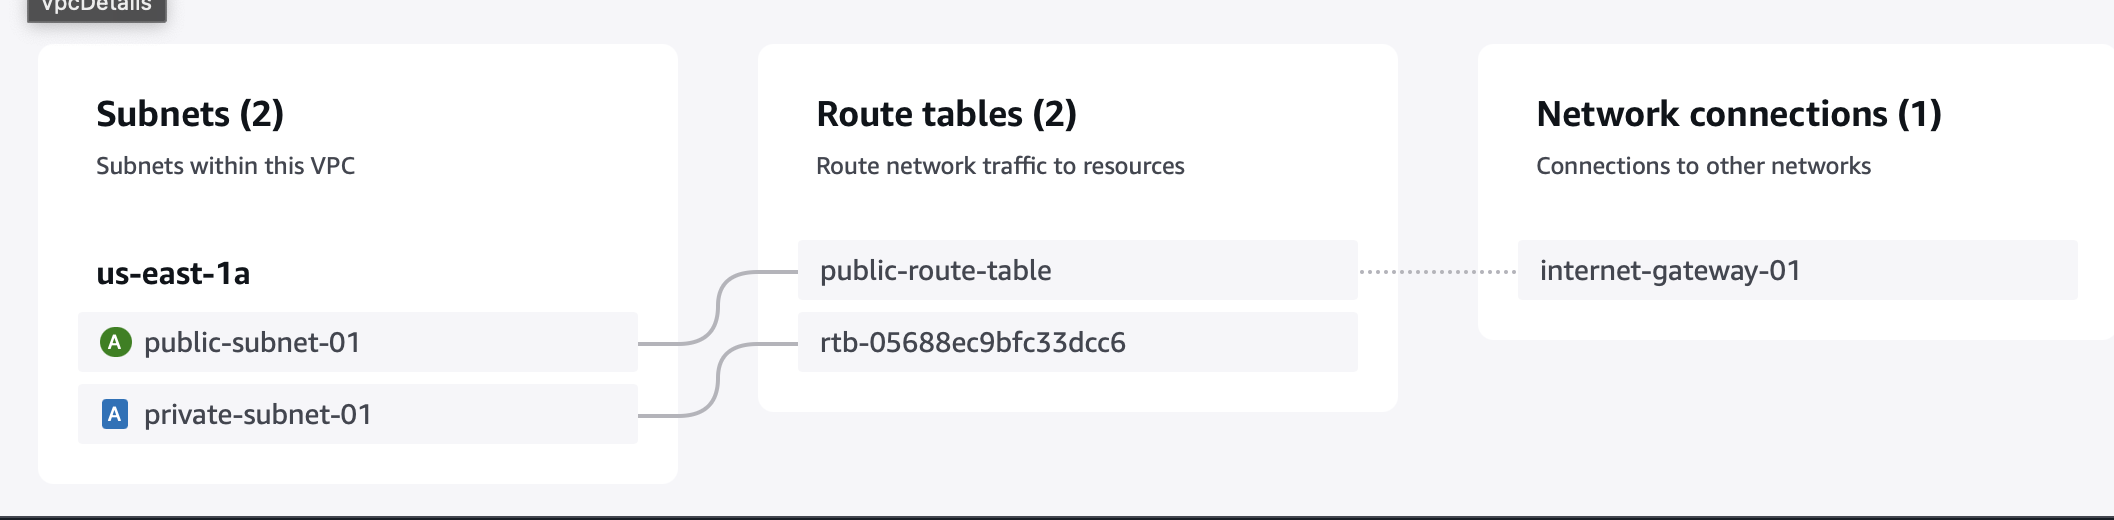 VpcDetails
Subnets (2)
Subnets within this VPC
us-east-1a
A public-subnet-01
A private-subnet-01
Route tables (2)
Route network traffic to resources
public-route-table
rtb-05688ec9bfc33dcc6
Network connections (1)
Connections to other networks
internet-gateway-01